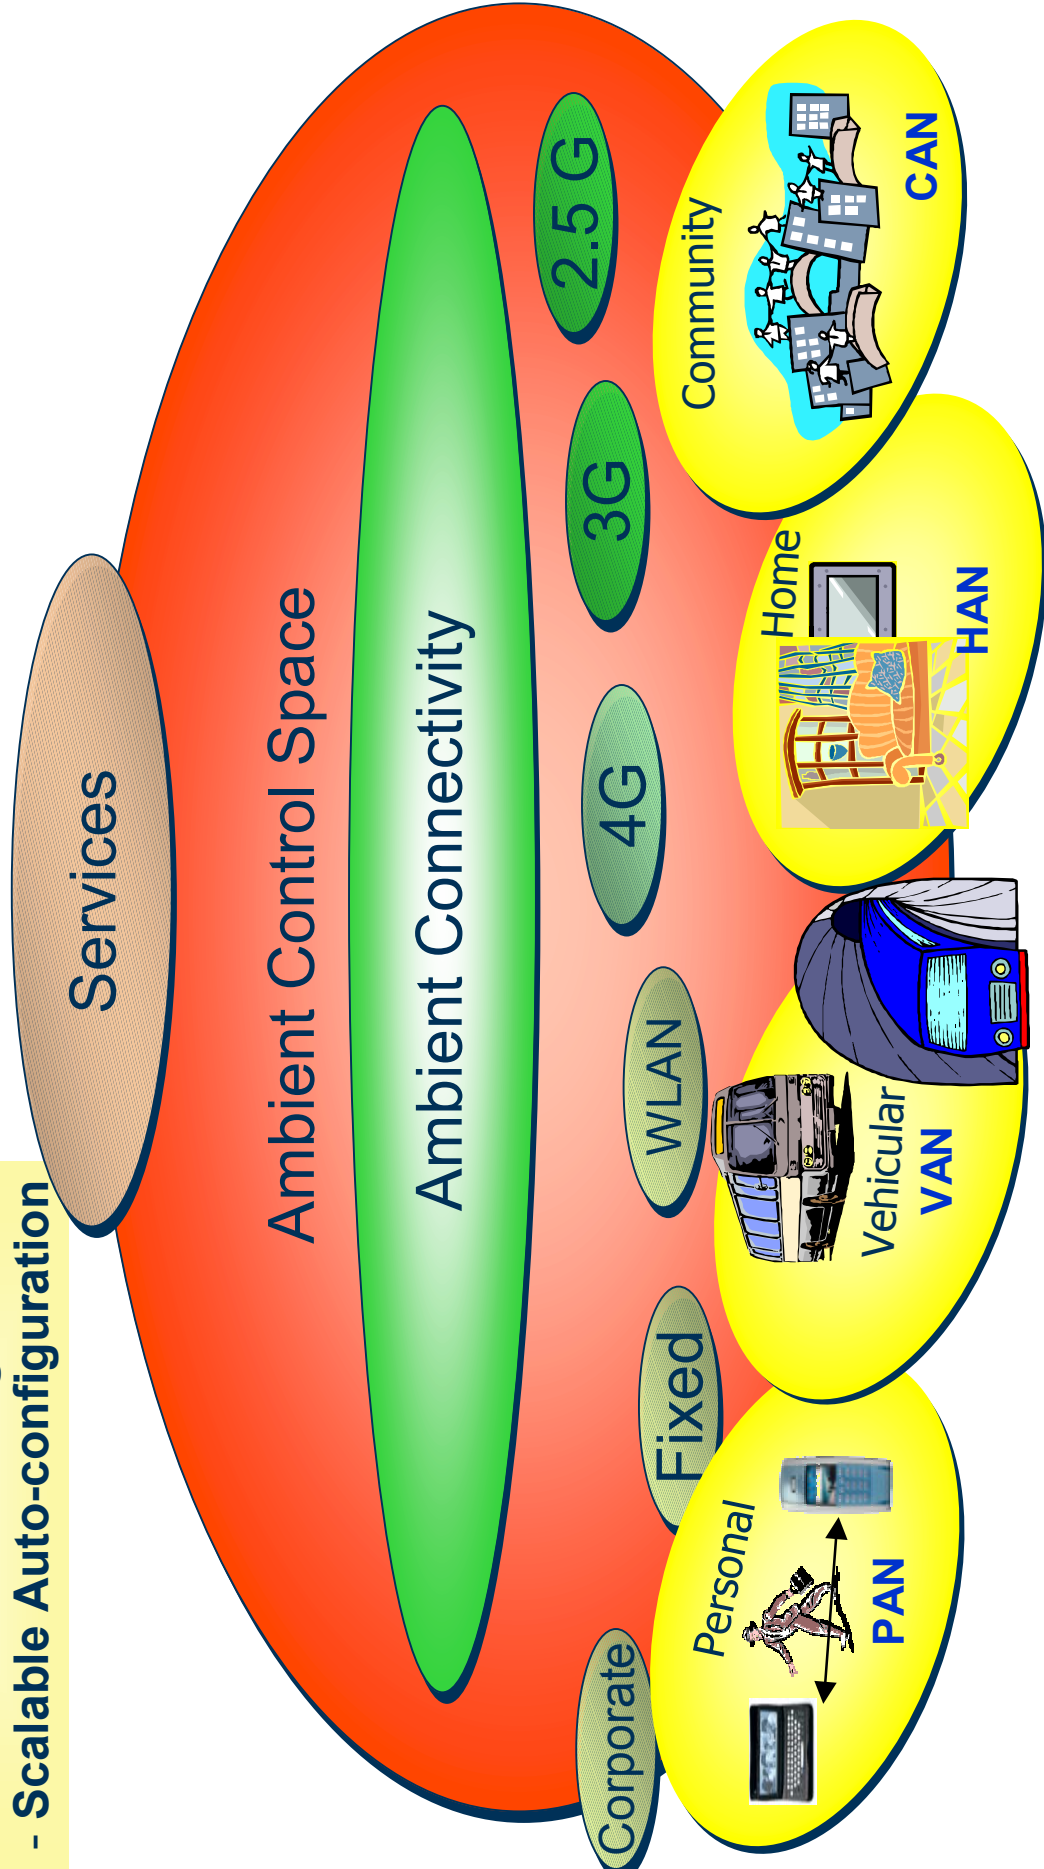 - Scalable Auto-configuration
Services
Ambient Control Space
Ambient Connectivity
Corporate
Fixed
WLAN
4G
3G
2.5 G
Personal
PAN
Vehicular
VAN
Home
HAN
Community
CAN